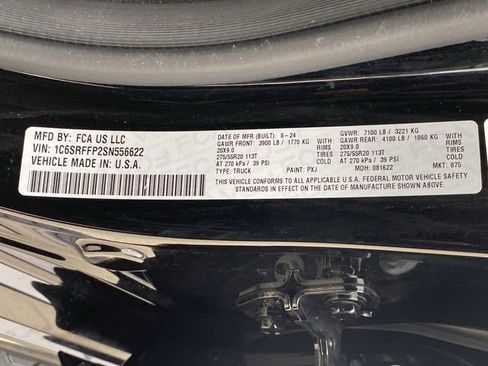 MFD BY: FCA US LLC
VIN: 1C6SRFFP2SN556622
VEHICLE MADE IN: U.S.A.
DATE OF MFR (BUILT): 8-24 GVWR: 7100 LB / 3221 KG
GAWR FRONT: 3900 LB / 1770 KG WITH GAWR REAR: 4100 LB / 1860 KG WITH
20X9.0 RIMS 20X9.0 RIMS
275/55R20 113T TIRES 275/55R20 113T TIRES
AT 270 kPa / 39 PSI COLD AT 270 kPa / 39 PSI COLD
TYPE: TRUCK PAINT: PXJ MDH: 081622 MKT: 875
THIS VEHICLE CONFORMS TO ALL APPLICABLE U.S.A. FEDERAL MOTOR VEHICLE SAFETY
STANDARDS IN EFFECT ON THE DATE OF MANUFACTURE SHOWN ABOVE.